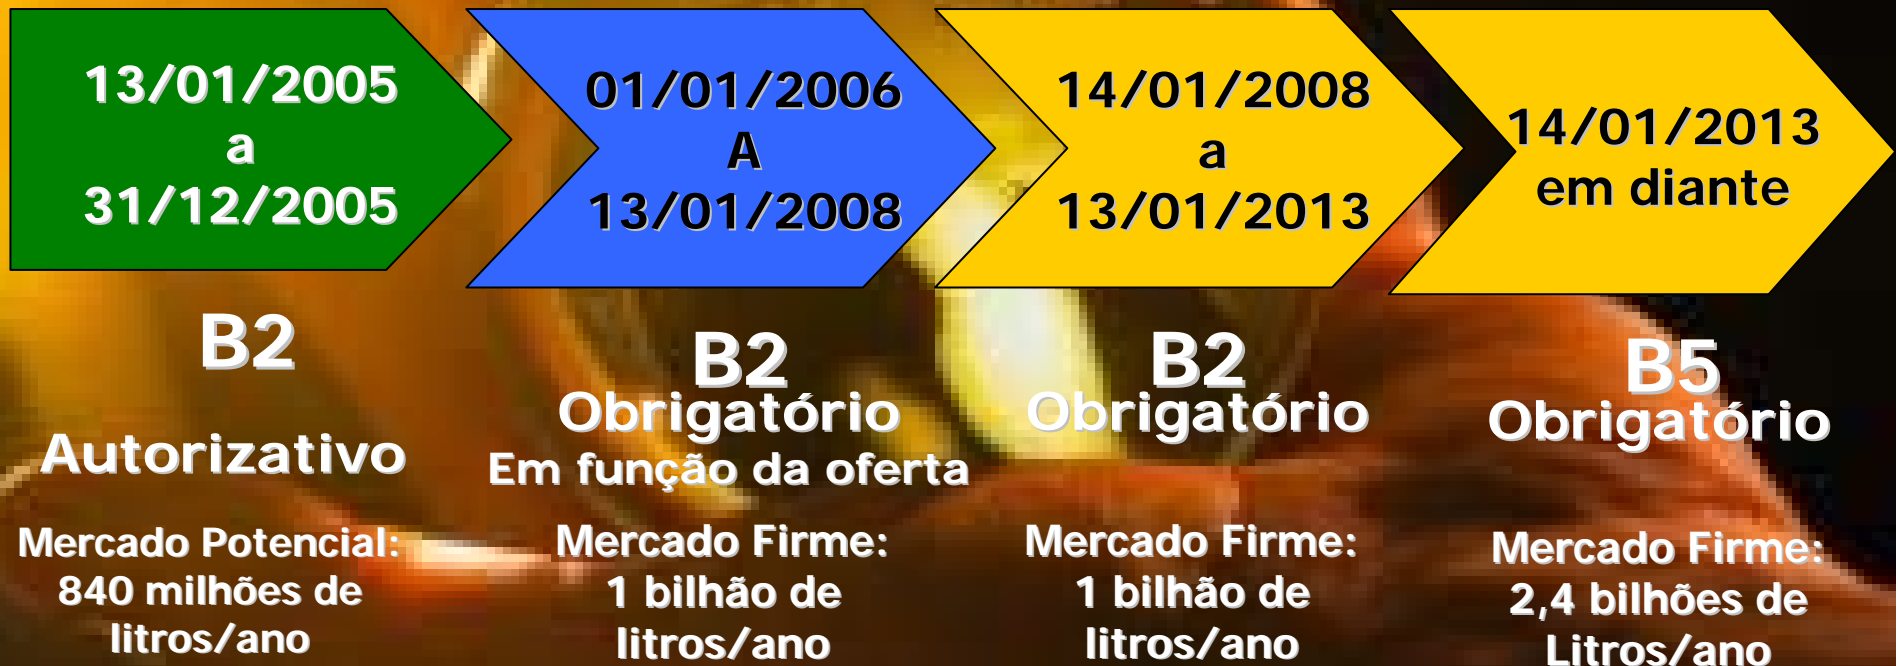 13/01/2005
a
31/12/2005
01/01/2006
A
13/01/2008
14/01/2008
a
13/01/2013
14/01/2013
em diante
B2
Autorizativo
Mercado Potencial:
840 milhões de
litros/ano
B2
Obrigatório
Em função da oferta
Mercado Firme:
1 bilhão de
litros/ano
B2
Obrigatório
Mercado Firme:
1 bilhão de
litros/ano
B5
Obrigatório
Mercado Firme:
2,4 bilhões de
Litros/ano